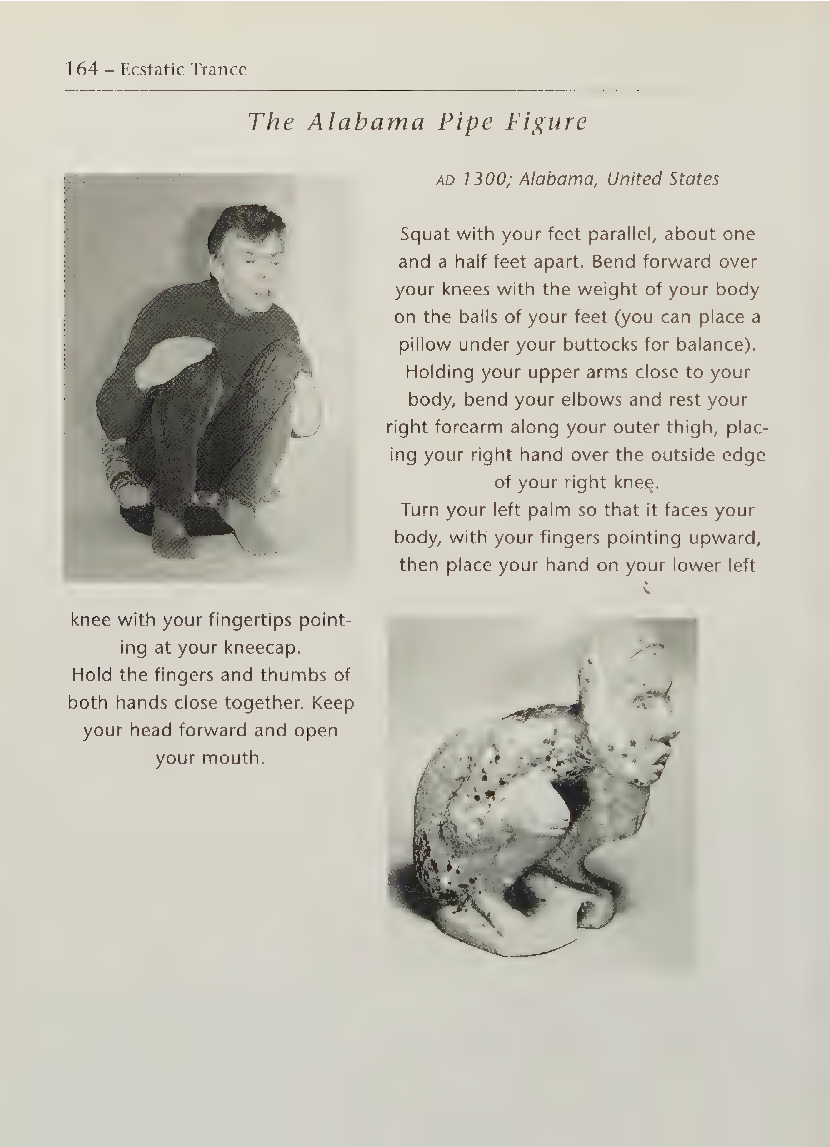 164 – Ecstatic Trance
The Alabama Pipe Figure
AD 1300; Alabama, United States
Squat with your feet parallel, about one
and a half feet apart. Bend forward over
your knees with the weight of your body
on the balls of your feet (you can place a
pillow under your buttocks for balance).
Holding your upper arms close to your
body, bend your elbows and rest your
right forearm along your outer thigh, plac-
ing your right hand over the outside edge
of your right knee.
Turn your left palm so that it faces your
body, with your fingers pointing upward,
then place your hand on your lower left
knee with your fingertips point-
ing at your kneecap.
Hold the fingers and thumbs of
both hands close together. Keep
your head forward and open
your mouth.